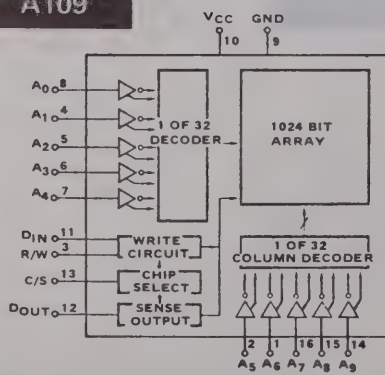 A109
VCC GND
10 9
A0 8
A1 4
A2 5
A3 6
A4 7
1 OF 32
DECODER
1024 BIT
ARRAY
DIN 11
R/W 3
WRITE
CIRCUIT
C/S 13
CHIP
SELECT
DOUT 12
SENSE
OUTPUT
1 OF 32
COLUMN DECODER
2 1 16 15 14
A5 A6 A7 A8 A9